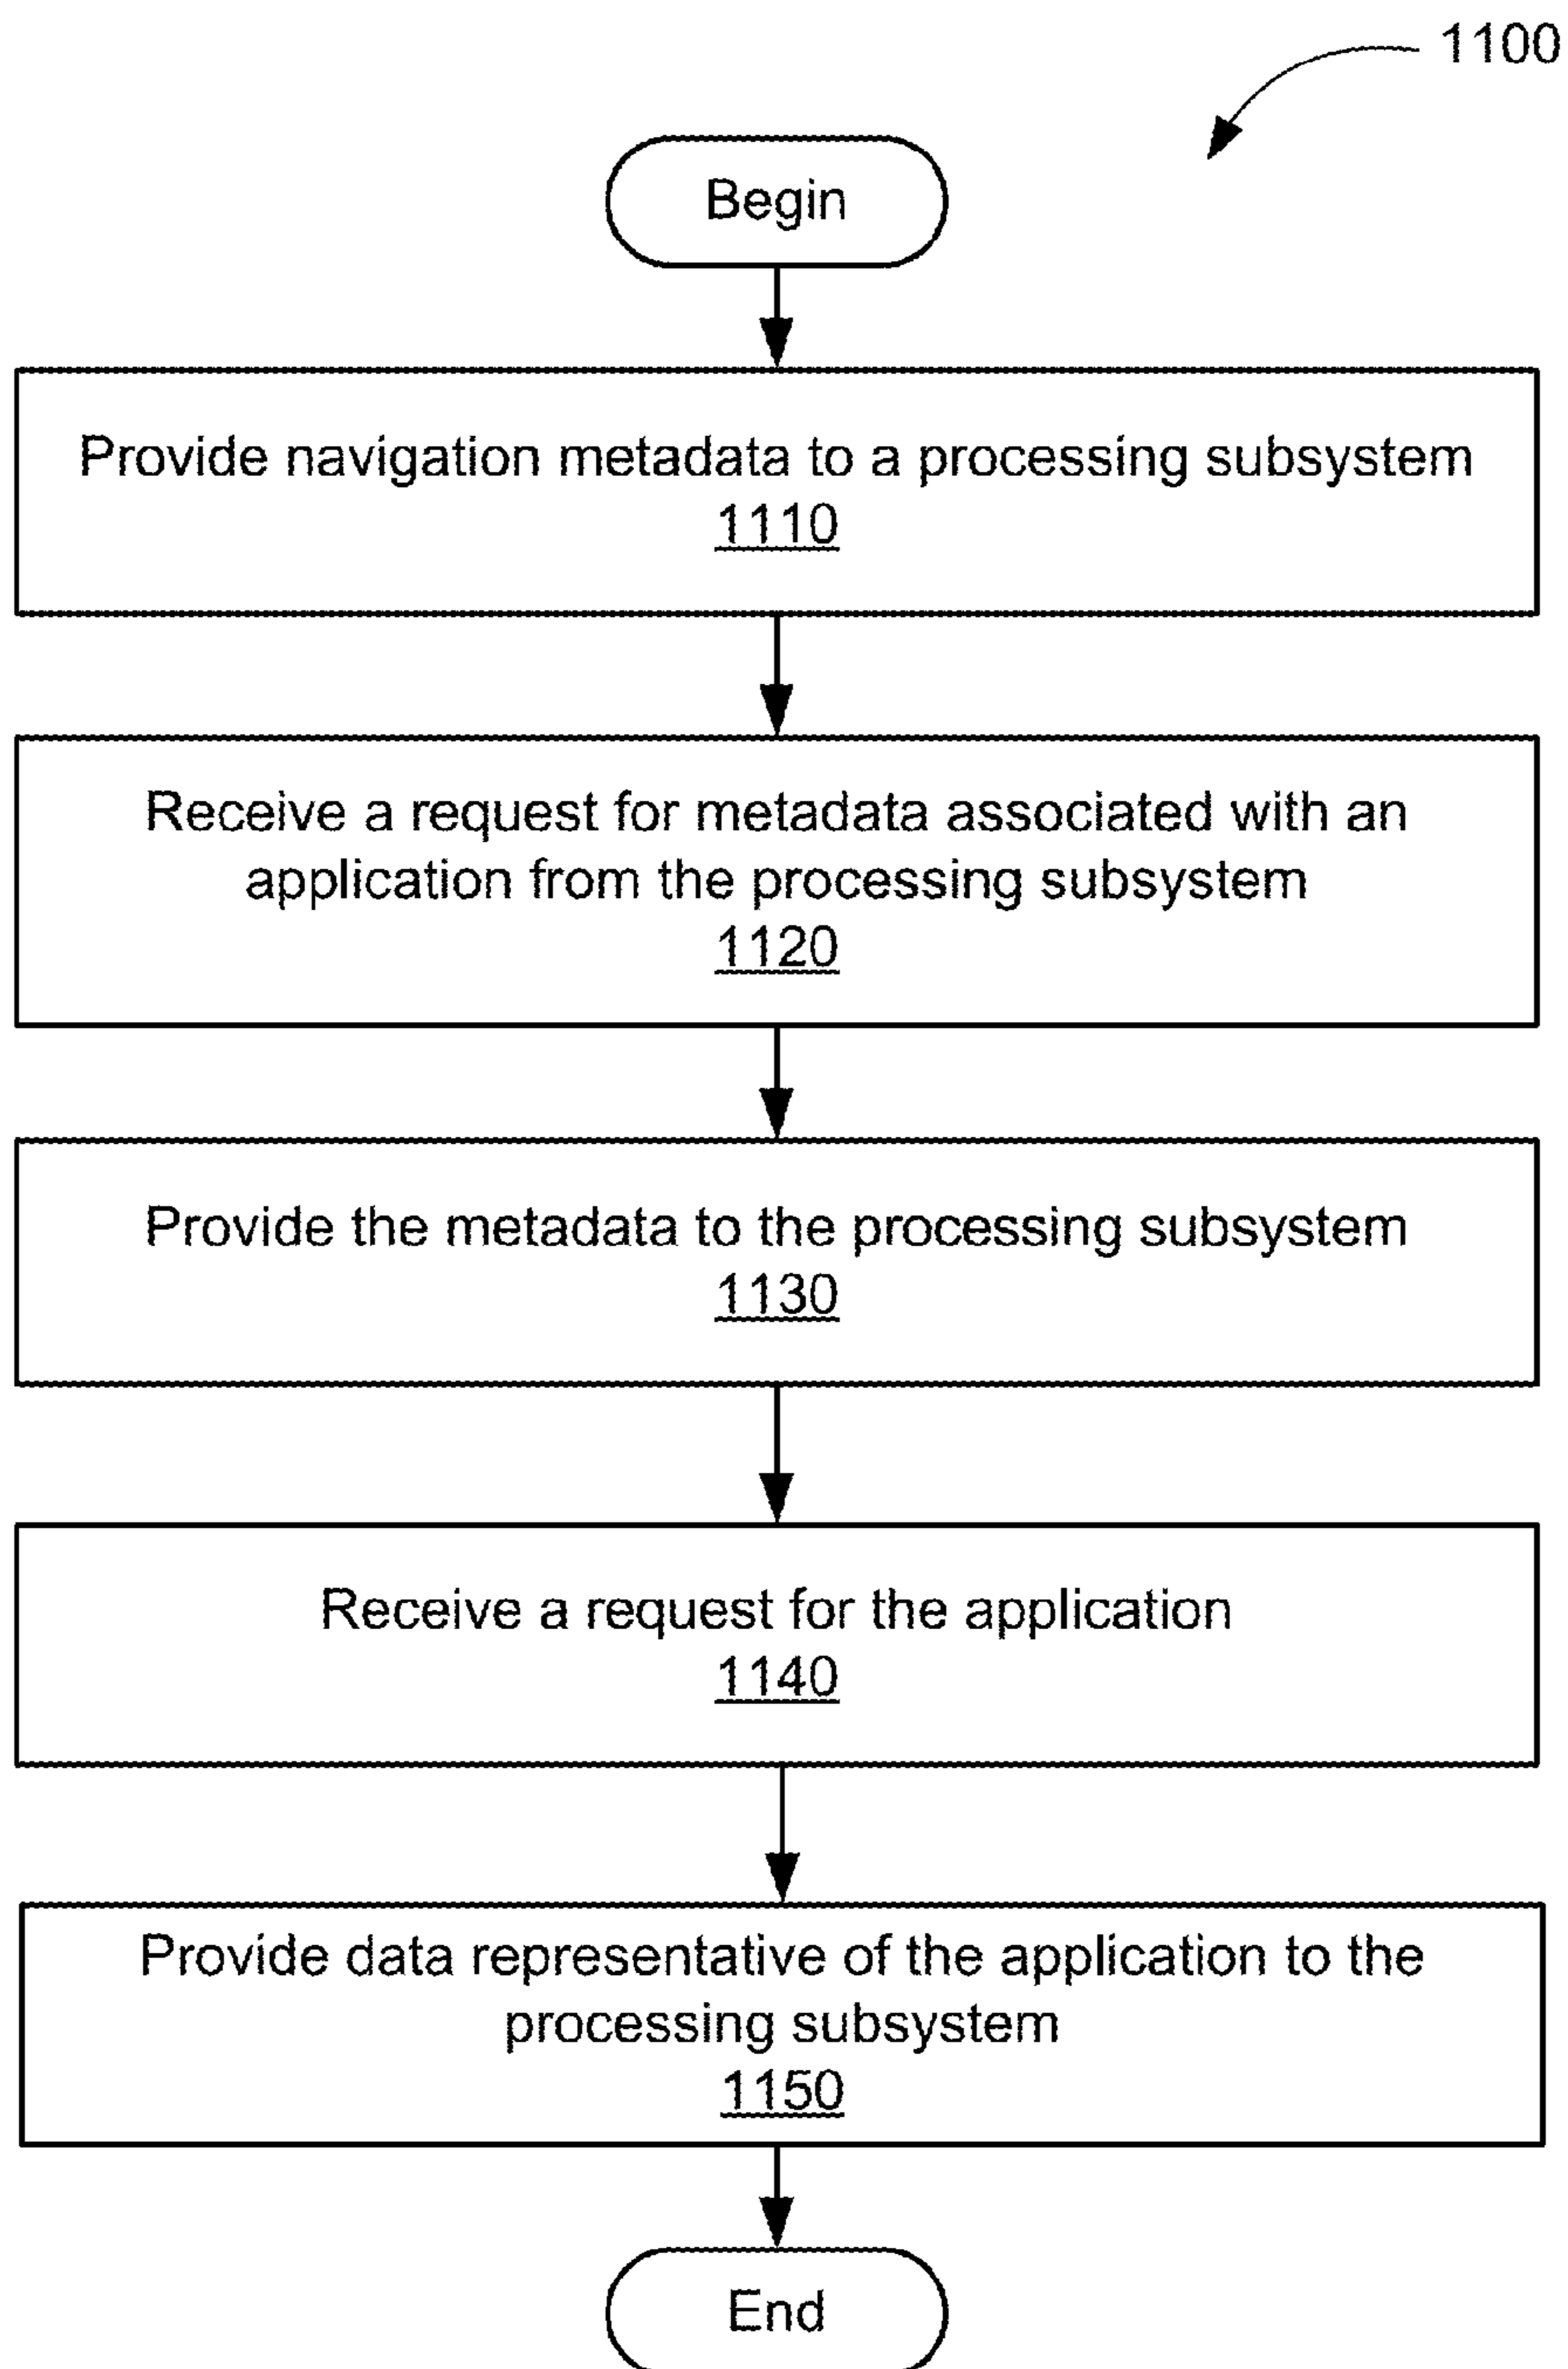 1100
Begin
Provide navigation metadata to a processing subsystem
1110
Receive a request for metadata associated with an
application from the processing subsystem
1120
Provide the metadata to the processing subsystem
1130
Receive a request for the application
1140
Provide data representative of the application to the
processing subsystem
1150
End